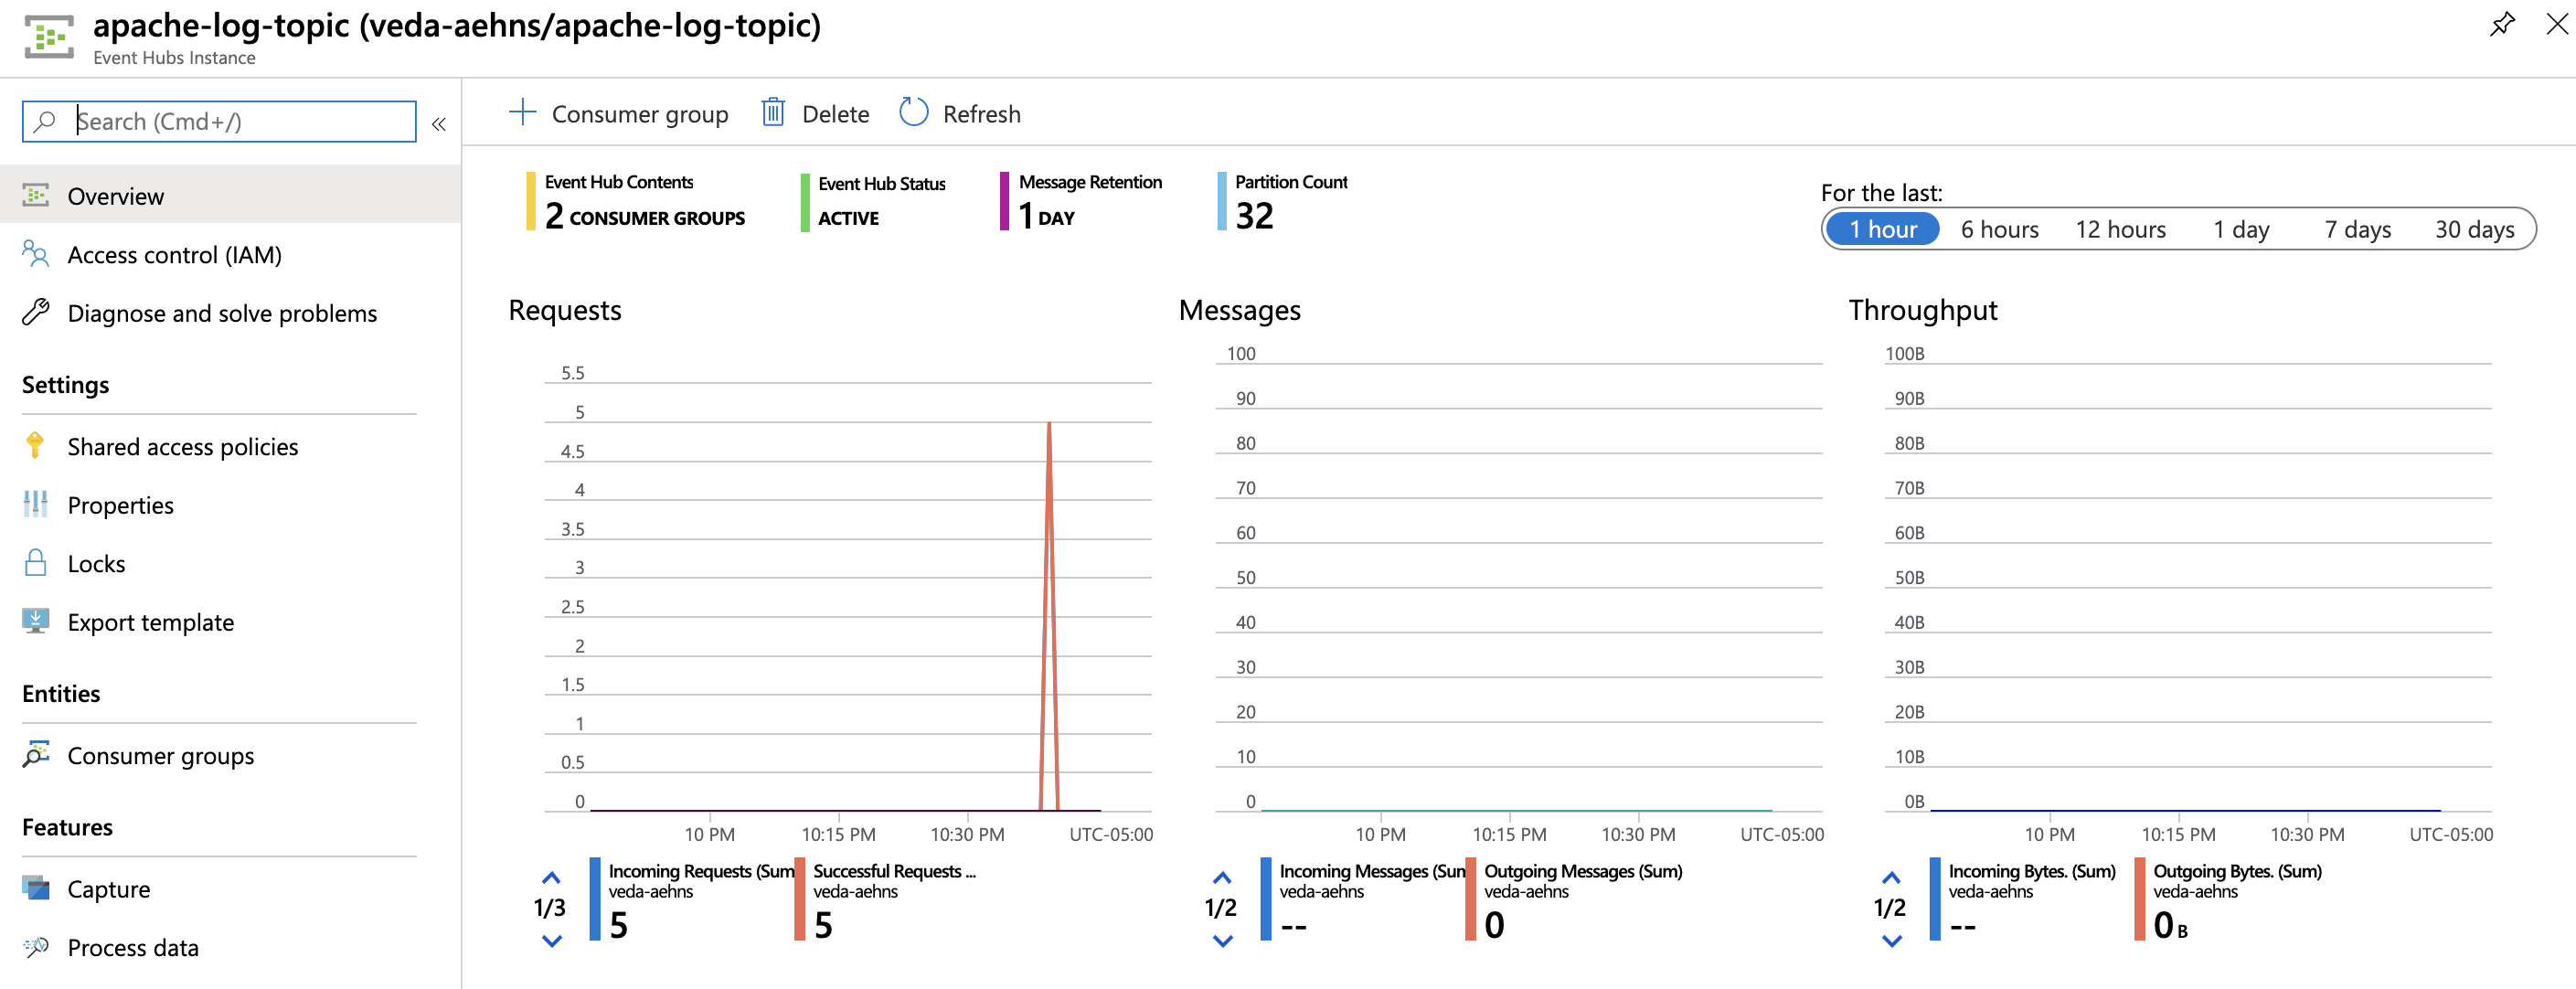 apache-log-topic (veda-aehns/apache-log-topic)
Event Hubs Instance
Search (Cmd+/)
«
Overview
Access control (IAM)
Diagnose and solve problems
Settings
Shared access policies
Properties
Locks
Export template
Entities
Consumer groups
Features
Capture
Process data
Consumer group
Delete
Refresh
Event Hub Contents
2 CONSUMER GROUPS
Event Hub Status
ACTIVE
Message Retention
1 DAY
Partition Count
32
For the last:
1 hour 6 hours 12 hours 1 day 7 days 30 days
Requests
5.5
5
4.5
4
3.5
3
2.5
2
1.5
1
0.5
0
10 PM 10:15 PM 10:30 PM UTC-05:00
1/3
Incoming Requests (Sum
veda-aehns
5
Successful Requests ...
veda-aehns
5
Messages
100
90
80
70
60
50
40
30
20
10
0
10 PM 10:15 PM 10:30 PM UTC-05:00
1/2
Incoming Messages (Sun
veda-aehns
--
Outgoing Messages (Sum)
veda-aehns
0
Throughput
100B
90B
80B
70B
60B
50B
40B
30B
20B
10B
0B
10 PM 10:15 PM 10:30 PM UTC-05:00
1/2
Incoming Bytes. (Sum)
veda-aehns
--
Outgoing Bytes. (Sum)
veda-aehns
0 B